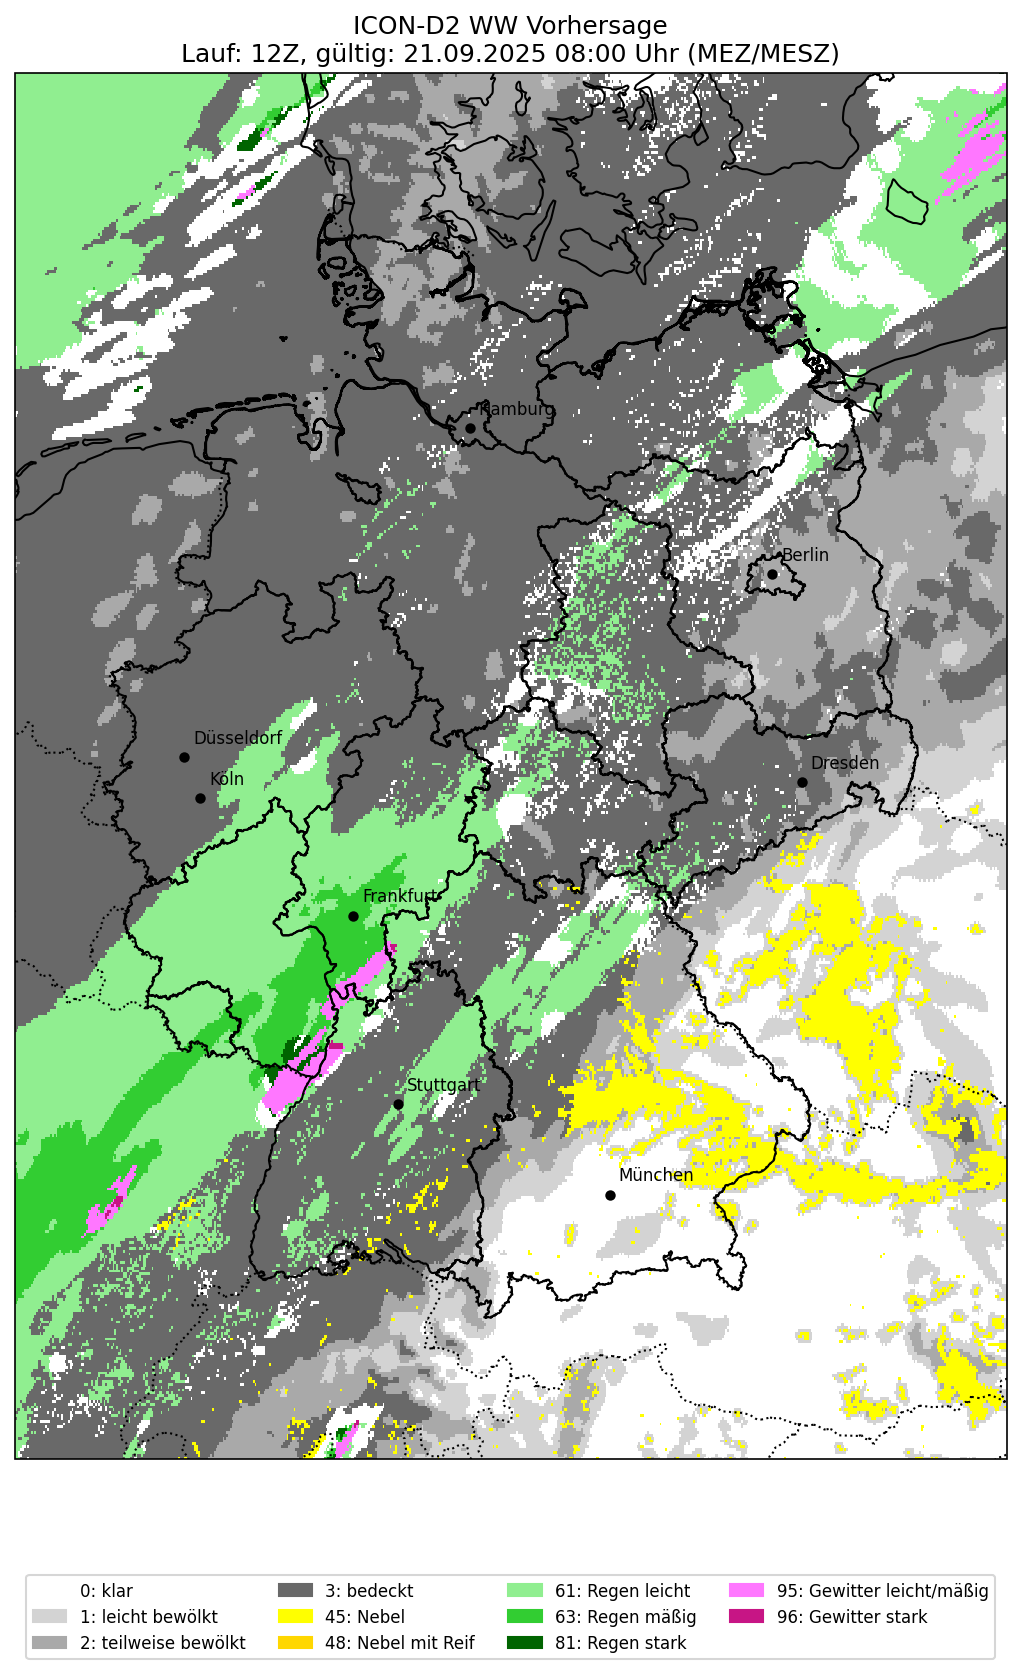 ICON-D2 WW Vorhersage
Lauf: 12Z, gültig: 21.09.2025 08:00 Uhr (MEZ/MESZ)
Hamburg
Berlin
Düsseldorf
Köln
Dresden
Frankfurt
Stuttgart
München
0: klar
1: leicht bewölkt
2: teilweise bewölkt
3: bedeckt
45: Nebel
48: Nebel mit Reif
61: Regen leicht
63: Regen mäßig
81: Regen stark
95: Gewitter leicht/mäßig
96: Gewitter stark